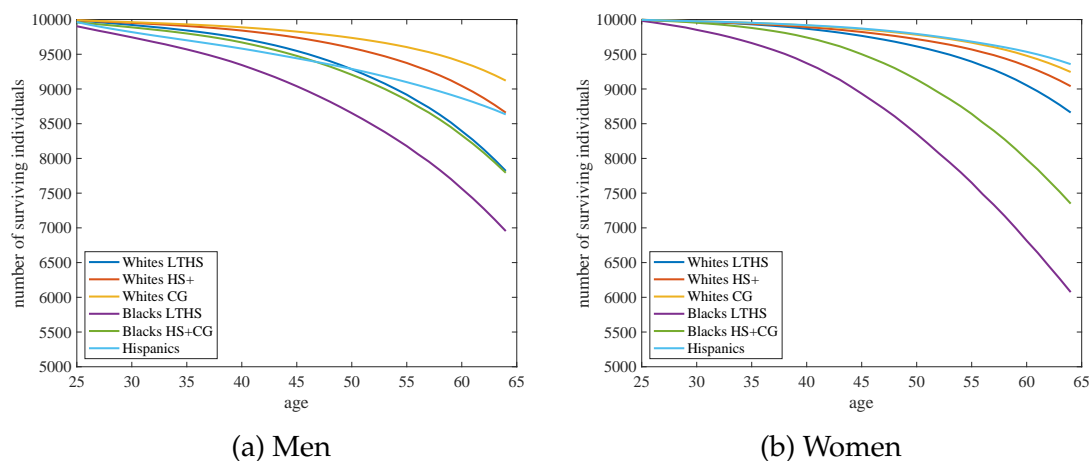 10000
9500
9000
8500
8000
7500
7000
6500
6000
5500
5000
number of surviving individuals
Whites LTHS
Whites HS+
Whites CG
Blacks LTHS
Blacks HS+CG
Hispanics
25 30 35 40 45 50 55 60 65
age
(a) Men
10000
9500
9000
8500
8000
7500
7000
6500
6000
5500
5000
number of surviving individuals
Whites LTHS
Whites HS+
Whites CG
Blacks LTHS
Blacks HS+CG
Hispanics
25 30 35 40 45 50 55 60 65
age
(b) Women